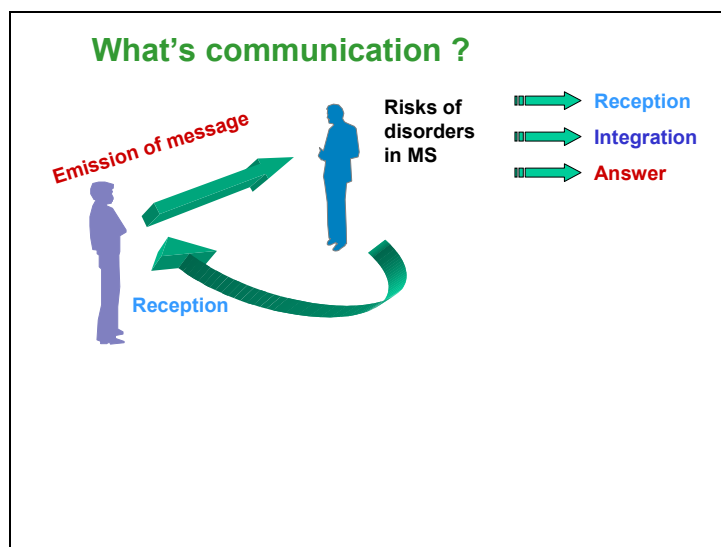 What's communication ?
Emission of message
Risks of
disorders
in MS
Reception
Integration
Answer
Reception